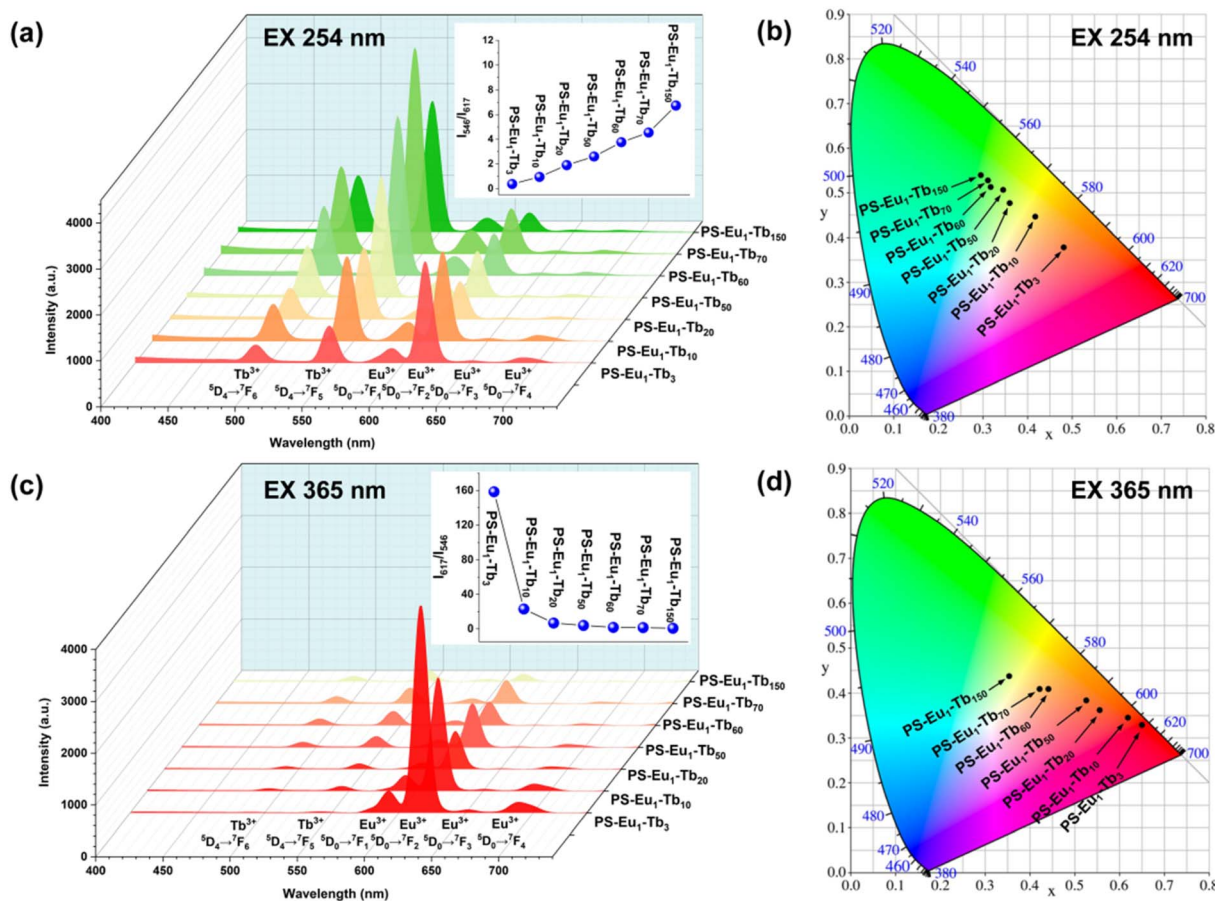 (a)
EX 254 nm
I₅₄₆/I₆₁₇
12
10
8
6
4
2
0
PS-Eu₁-Tb₃
PS-Eu₁-Tb₁₀
PS-Eu₁-Tb₂₀
PS-Eu₁-Tb₅₀
PS-Eu₁-Tb₆₀
PS-Eu₁-Tb₇₀
PS-Eu₁-Tb₁₅₀
Intensity (a.u.)
4000
3000
2000
1000
0
PS-Eu₁-Tb₁₅₀
PS-Eu₁-Tb₇₀
PS-Eu₁-Tb₆₀
PS-Eu₁-Tb₅₀
PS-Eu₁-Tb₂₀
PS-Eu₁-Tb₁₀
PS-Eu₁-Tb₃
Tb³⁺ Tb³⁺ Eu³⁺ Eu³⁺ Eu³⁺ Eu³⁺
⁵D₄→⁷F₆ ⁵D₄→⁷F₅ ⁵D₀→⁷F₁ ⁵D₀→⁷F₂ ⁵D₀→⁷F₃ ⁵D₀→⁷F₄
400 450 500 550 600 650 700
Wavelength (nm)
(b)
EX 254 nm
0.9
0.8
0.7
0.6
0.5
y
0.4
0.3
0.2
0.1
0.0
520
540
560
580
600
620
700
500
490
480
470
460
380
PS-Eu₁-Tb₁₅₀
PS-Eu₁-Tb₇₀
PS-Eu₁-Tb₆₀
PS-Eu₁-Tb₅₀
PS-Eu₁-Tb₂₀
PS-Eu₁-Tb₁₀
PS-Eu₁-Tb₃
0.0 0.1 0.2 0.3 0.4 0.5 0.6 0.7 0.8
x
(c)
EX 365 nm
I₆₁₇/I₅₄₆
160
120
80
40
0
PS-Eu₁-Tb₃
PS-Eu₁-Tb₁₀
PS-Eu₁-Tb₂₀
PS-Eu₁-Tb₅₀
PS-Eu₁-Tb₆₀
PS-Eu₁-Tb₇₀
PS-Eu₁-Tb₁₅₀
Intensity (a.u.)
4000
3000
2000
1000
0
PS-Eu₁-Tb₁₅₀
PS-Eu₁-Tb₇₀
PS-Eu₁-Tb₆₀
PS-Eu₁-Tb₅₀
PS-Eu₁-Tb₂₀
PS-Eu₁-Tb₁₀
PS-Eu₁-Tb₃
Tb³⁺ Tb³⁺ Eu³⁺ Eu³⁺ Eu³⁺ Eu³⁺
⁵D₄→⁷F₆ ⁵D₄→⁷F₅ ⁵D₀→⁷F₁ ⁵D₀→⁷F₂ ⁵D₀→⁷F₃ ⁵D₀→⁷F₄
400 450 500 550 600 650 700
Wavelength (nm)
(d)
EX 365 nm
0.9
0.8
0.7
0.6
0.5
y
0.4
0.3
0.2
0.1
0.0
520
540
560
580
600
620
700
500
490
480
470
460
380
PS-Eu₁-Tb₁₅₀
PS-Eu₁-Tb₇₀
PS-Eu₁-Tb₆₀
PS-Eu₁-Tb₅₀
PS-Eu₁-Tb₂₀
PS-Eu₁-Tb₁₀
PS-Eu₁-Tb₃
0.0 0.1 0.2 0.3 0.4 0.5 0.6 0.7 0.8
x